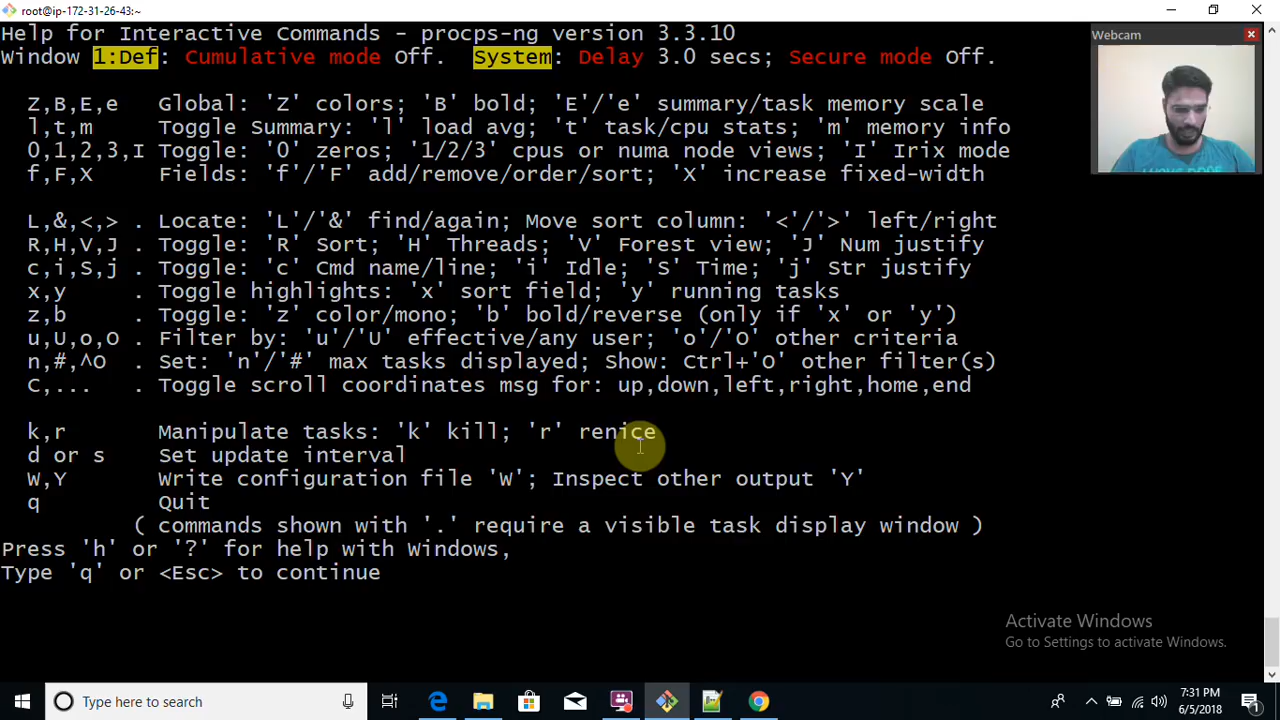 root@ip-172-31-26-43:~
Help for Interactive Commands - procps-ng version 3.3.10
Window 1:Def: Cumulative mode Off.  System: Delay 3.0 secs; Secure mode Off.
Z,B,E,e   Global: 'Z' colors; 'B' bold; 'E'/'e' summary/task memory scale
l,t,m     Toggle Summary: 'l' load avg; 't' task/cpu stats; 'm' memory info
0,1,2,3,I Toggle: '0' zeros; '1/2/3' cpus or numa node views; 'I' Irix mode
f,F,X     Fields: 'f'/'F' add/remove/order/sort; 'X' increase fixed-width
L,&,<,> . Locate: 'L'/'&' find/again; Move sort column: '<'/'>' left/right
R,H,V,J . Toggle: 'R' Sort; 'H' Threads; 'V' Forest view; 'J' Num justify
c,i,S,j . Toggle: 'c' Cmd name/line; 'i' Idle; 'S' Time; 'j' Str justify
x,y     . Toggle highlights: 'x' sort field; 'y' running tasks
z,b     . Toggle: 'z' color/mono; 'b' bold/reverse (only if 'x' or 'y')
u,U,o,O . Filter by: 'u'/'U' effective/any user; 'o'/'O' other criteria
n,#,^O  . Set: 'n'/'#' max tasks displayed; Show: Ctrl+'O' other filter(s)
C,...   . Toggle scroll coordinates msg for: up,down,left,right,home,end
k,r       Manipulate tasks: 'k' kill; 'r' renice
d or s    Set update interval
W,Y       Write configuration file 'W'; Inspect other output 'Y'
q         Quit
( commands shown with '.' require a visible task display window )
Press 'h' or '?' for help with Windows,
Type 'q' or <Esc> to continue
Webcam
Activate Windows
Go to Settings to activate Windows.
Type here to search
7:31 PM
6/5/2018
1